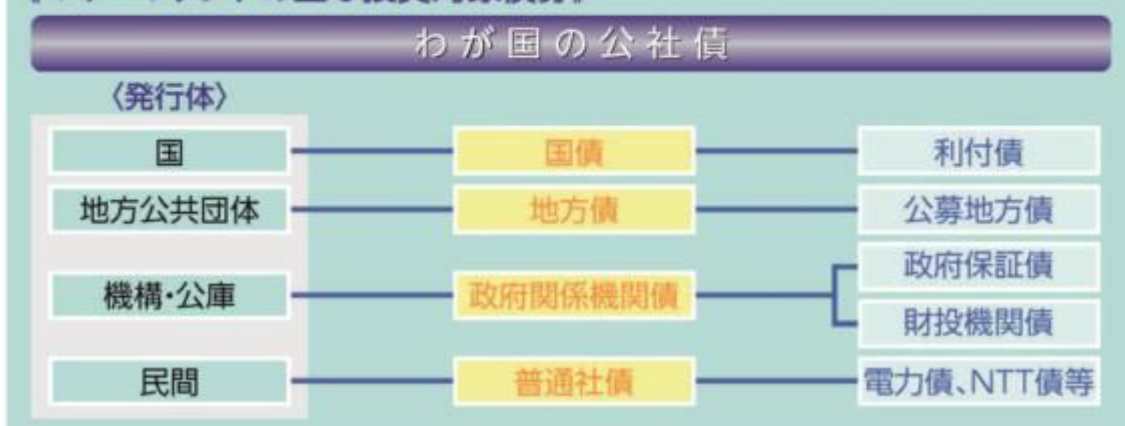 わが国の公社債
〈発行体〉
国 国債 利付債
地方公共団体 地方債 公募地方債
機構・公庫 政府関係機関債 政府保証債
財投機関債
民間 普通社債 電力債、NTT債等